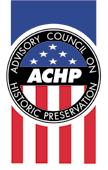 ADVISORY COUNCIL ON
ACHP
HISTORIC PRESERVATION